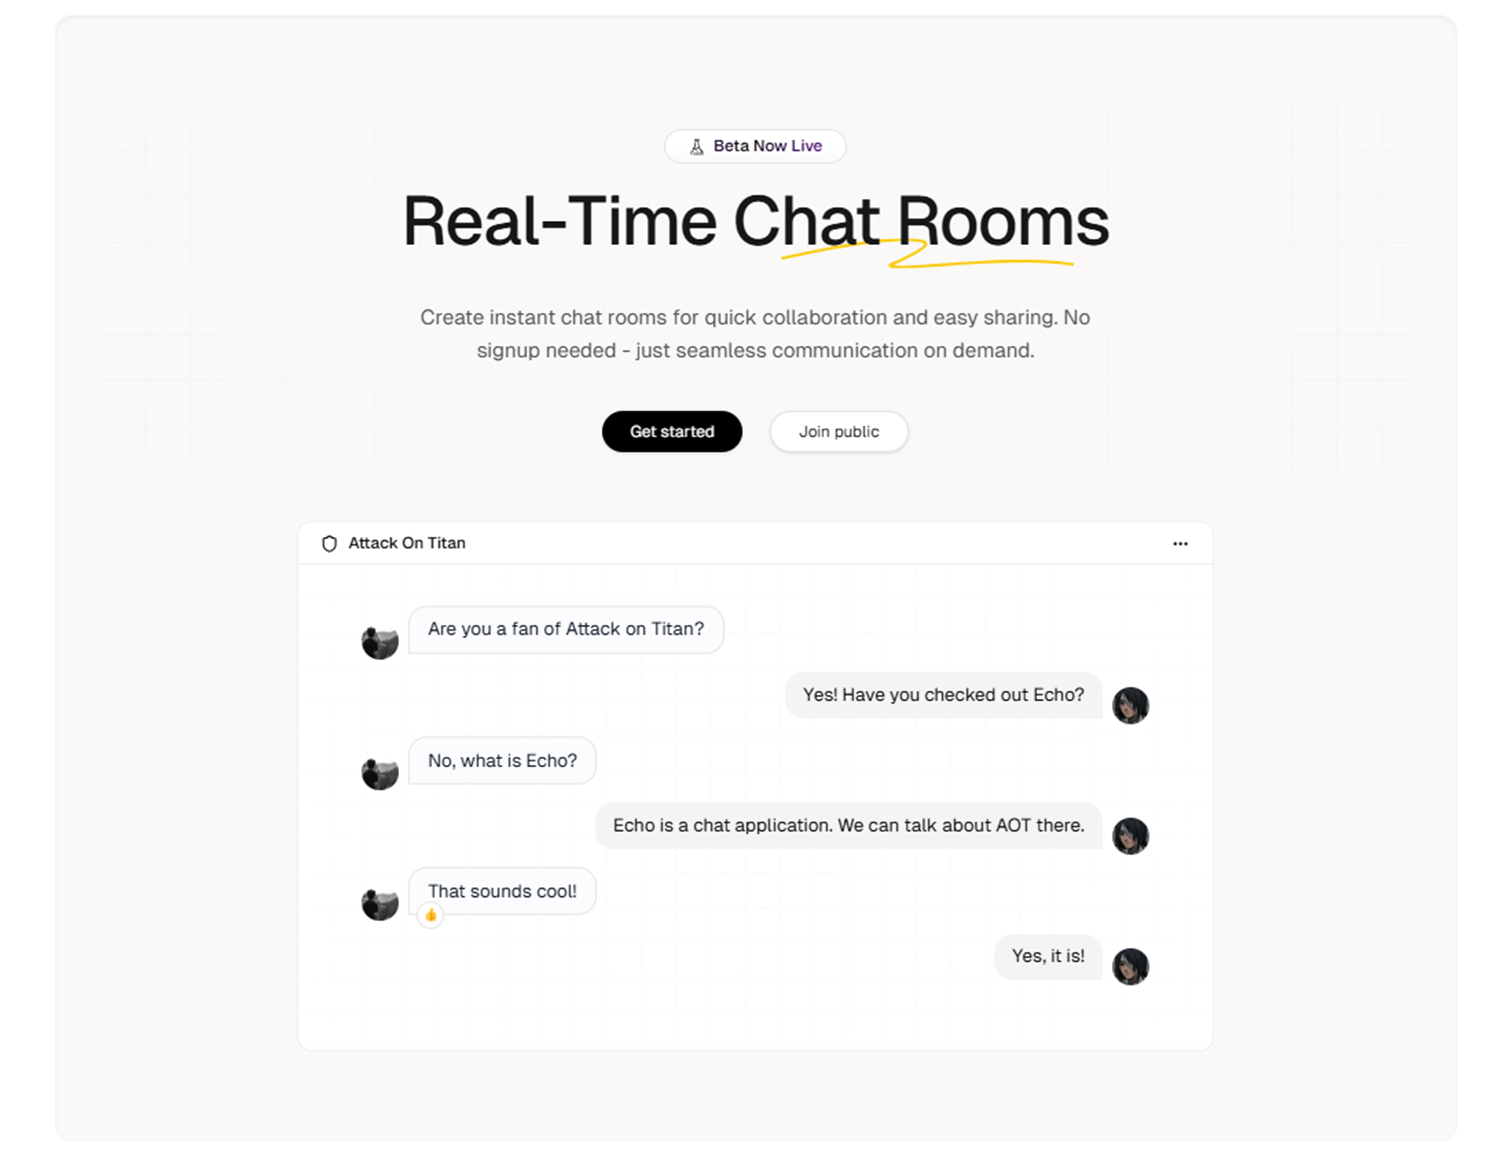 Beta Now Live
Real-Time Chat Rooms
Create instant chat rooms for quick collaboration and easy sharing. No
signup needed - just seamless communication on demand.
Get started
Join public
Attack On Titan
Are you a fan of Attack on Titan?
Yes! Have you checked out Echo?
No, what is Echo?
Echo is a chat application. We can talk about AOT there.
That sounds cool!
Yes, it is!